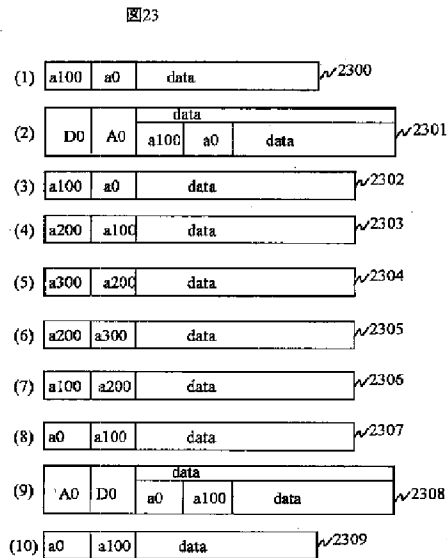 図23
(1) a100 a0 data 2300
(2) D0 A0 data a100 a0 data 2301
(3) a100 a0 data 2302
(4) a200 a100 data 2303
(5) a300 a200 data 2304
(6) a200 a300 data 2305
(7) a100 a200 data 2306
(8) a0 a100 data 2307
(9) A0 D0 data a0 a100 data 2308
(10) a0 a100 data 2309